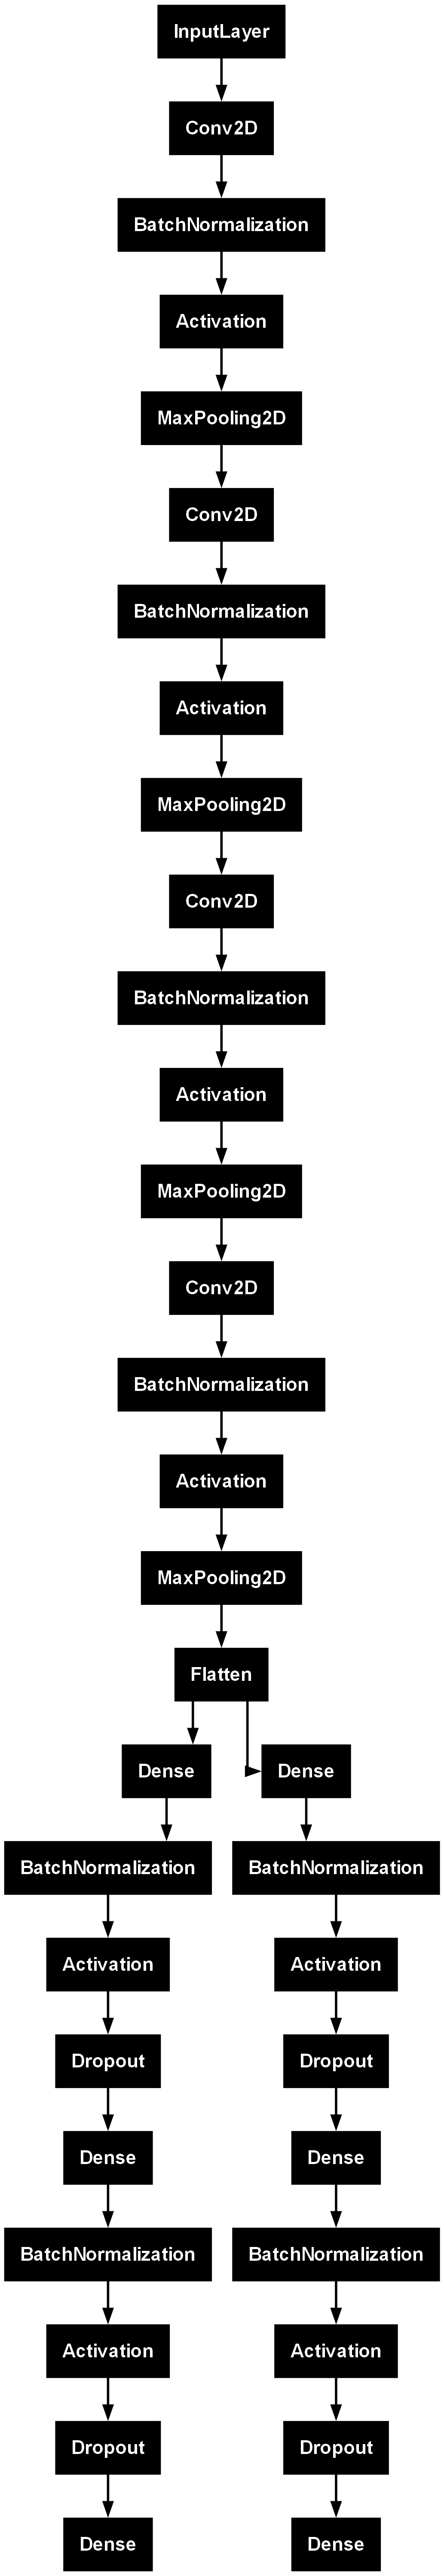 InputLayer
Conv2D
BatchNormalization
Activation
MaxPooling2D
Conv2D
BatchNormalization
Activation
MaxPooling2D
Conv2D
BatchNormalization
Activation
MaxPooling2D
Conv2D
BatchNormalization
Activation
MaxPooling2D
Flatten
Dense Dense
BatchNormalization BatchNormalization
Activation Activation
Dropout Dropout
Dense Dense
BatchNormalization BatchNormalization
Activation Activation
Dropout Dropout
Dense Dense